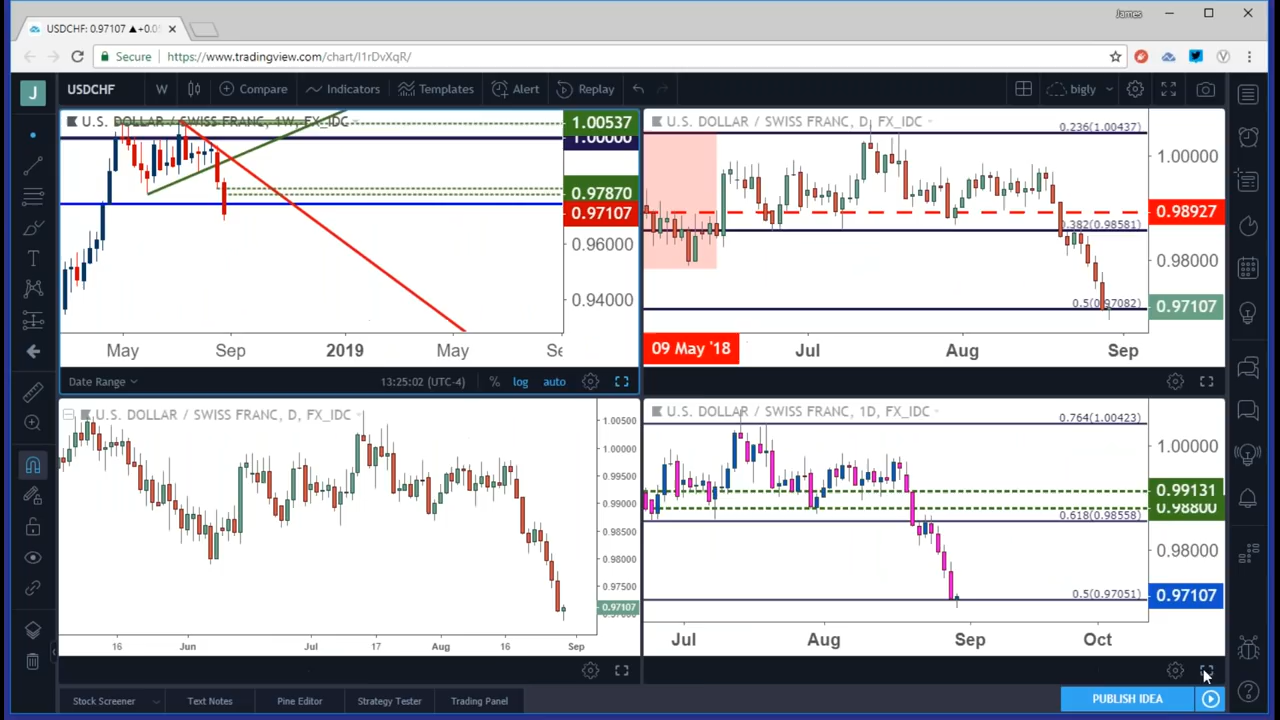 James
USDCHF: 0.97107 ▲+0.0
Secure https://www.tradingview.com/chart/I1rDvXqR/
J USDCHF W Compare Indicators Templates Alert Replay bigly
U.S. DOLLAR / SWISS FRANC, 1W, FX_IDC
1.00537
1.00000
0.97870
0.97107
0.96000
0.94000
May Sep 2019 May Se
Date Range 13:25:02 (UTC-4) % log auto
U.S. DOLLAR / SWISS FRANC, D, FX_IDC
0.236(1.00437)
1.00000
0.98927
0.382(0.98581)
0.98000
0.5(0.97082)
0.97107
09 May '18 Jul Aug Sep
U.S. DOLLAR / SWISS FRANC, D, FX_IDC
1.00500
1.00000
0.99500
0.99000
0.98500
0.98000
0.97500
0.97107
16 Jun Jul 17 Aug 16 Sep
U.S. DOLLAR / SWISS FRANC, 1D, FX_IDC
0.764(1.00423)
1.00000
0.99131
0.98800
0.618(0.98558)
0.98000
0.5(0.97051)
0.97107
Jul Aug Sep Oct
Stock Screener Text Notes Pine Editor Strategy Tester Trading Panel PUBLISH IDEA